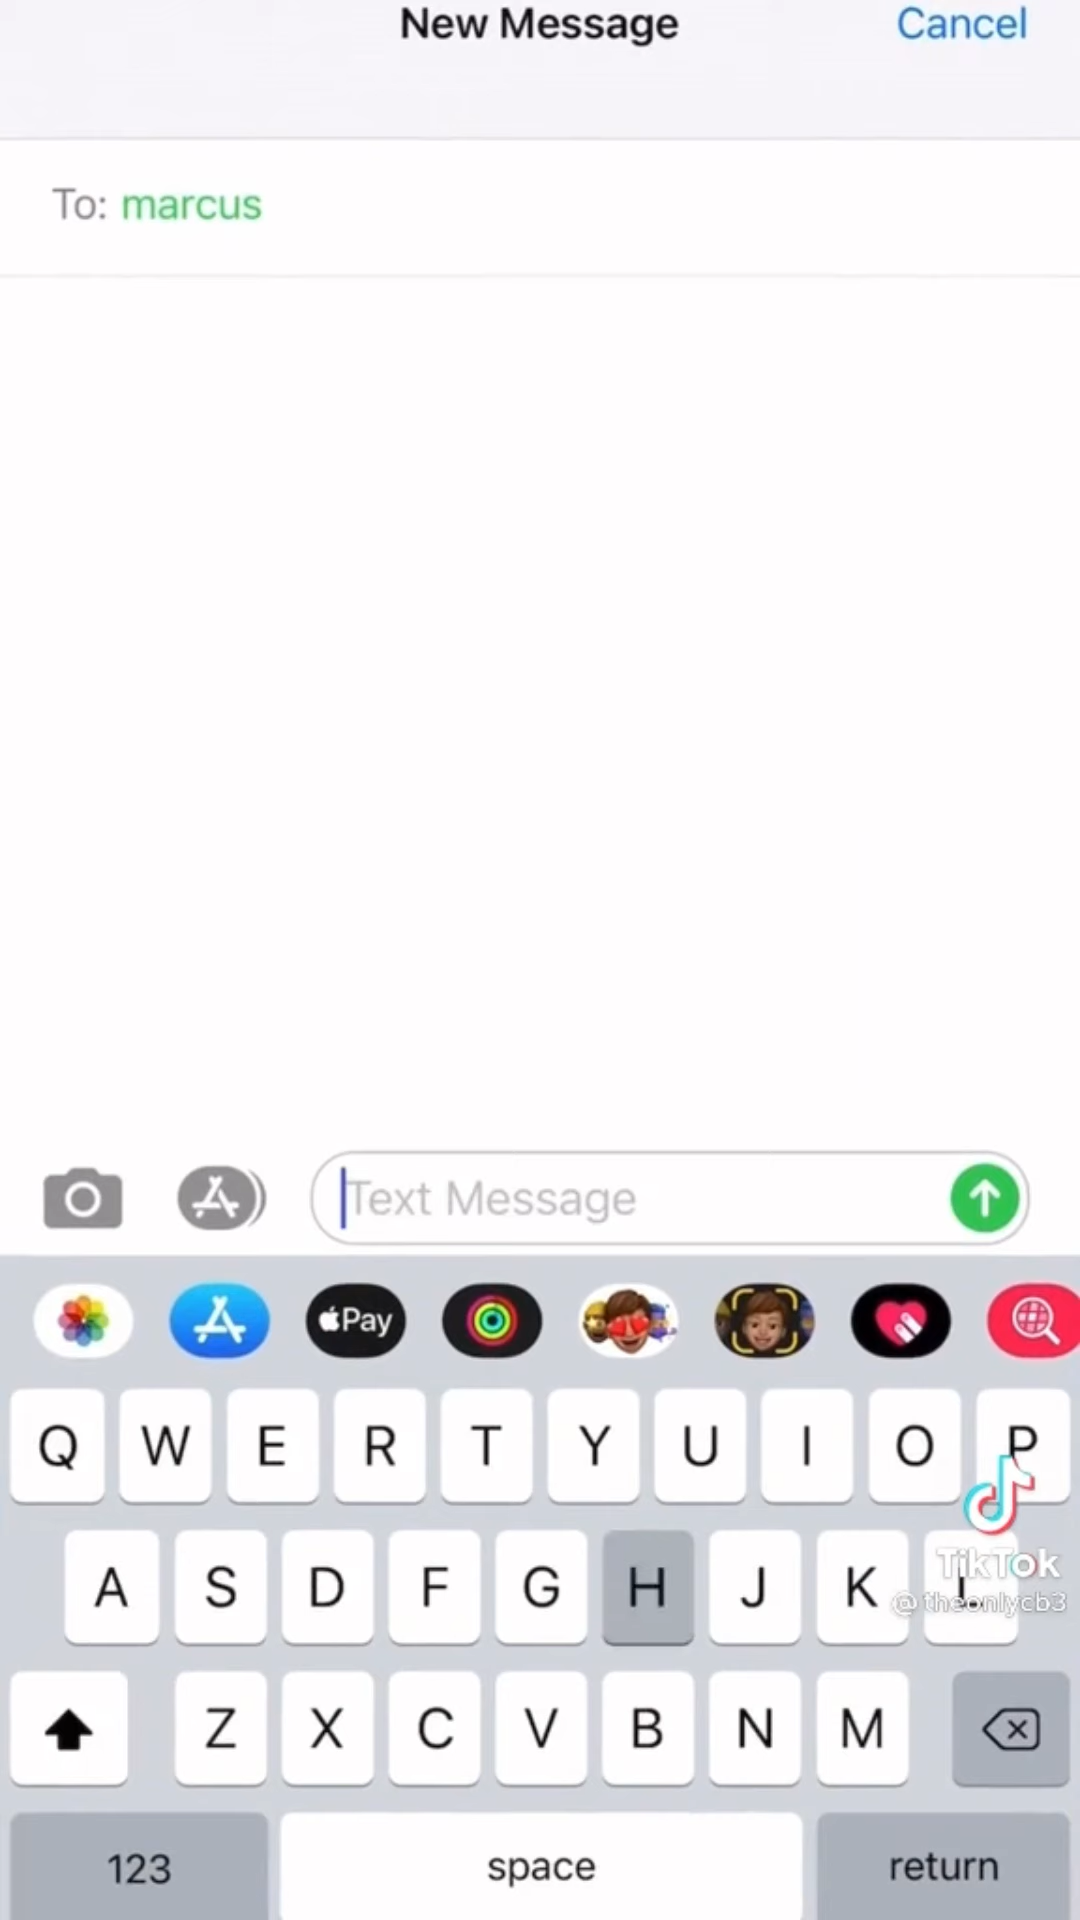 New Message
Cancel
To: marcus
Text Message
Pay
Q W E R T Y U I O P
A S D F G H J K L
TikTok
@theonlycb3
Z X C V B N M
123
space
return